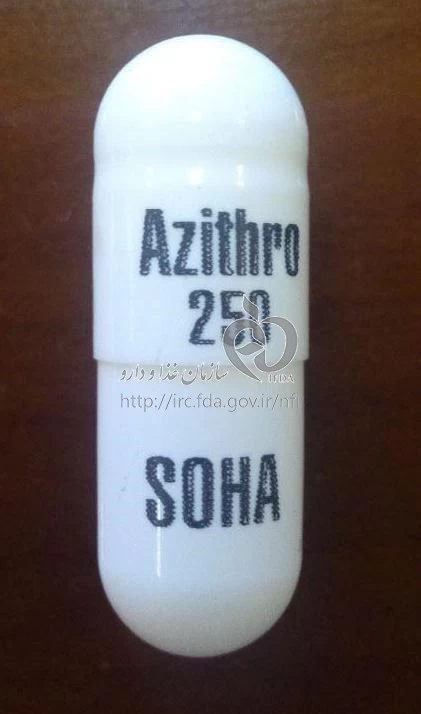 Azithro
250
IFDA
سازمان غذا و دارو
http://irc.fda.gov.ir/nfi
SOHA